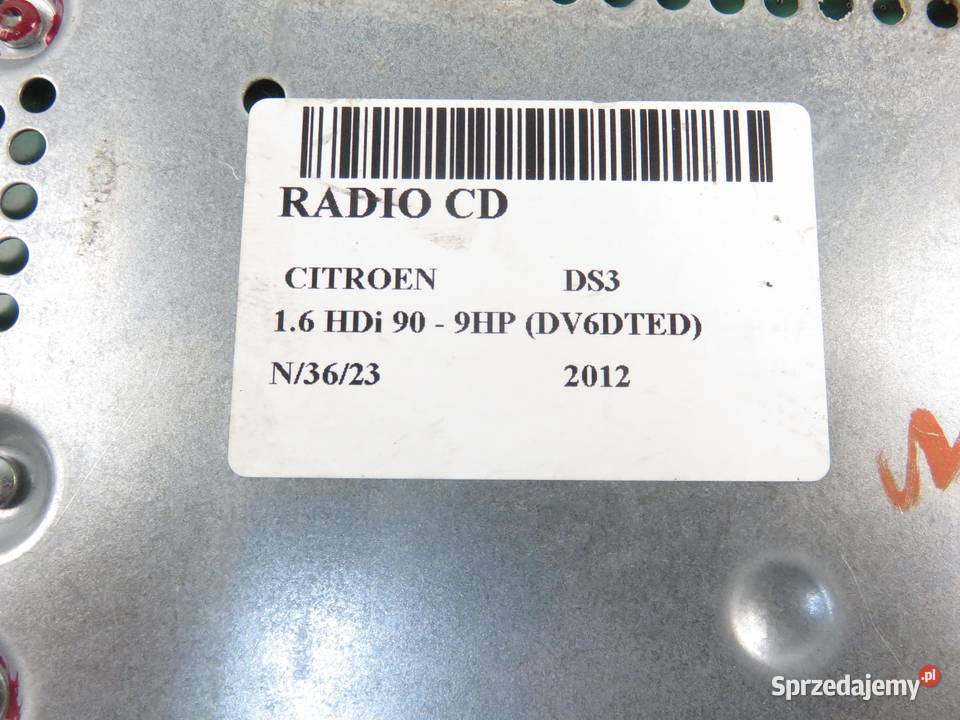 RADIO CD
CITROEN DS3
1.6 HDi 90 - 9HP (DV6DTED)
N/36/23 2012
Sprzedajemy.pl